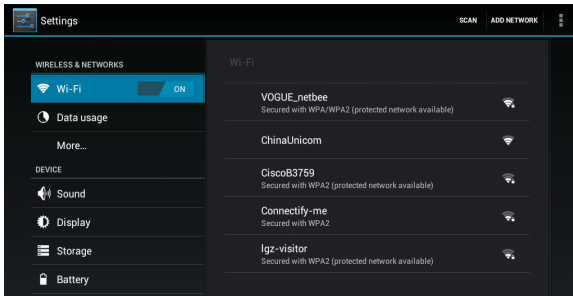 Settings
SCAN
ADD NETWORK
WIRELESS & NETWORKS
Wi-Fi
ON
Data usage
More...
DEVICE
Sound
Display
Storage
Battery
Wi-Fi
VOGUE_netbee
Secured with WPA/WPA2 (protected network available)
ChinaUnicom
CiscoB3759
Secured with WPA2 (protected network available)
Connectify-me
Secured with WPA2
lgz-visitor
Secured with WPA2 (protected network available)